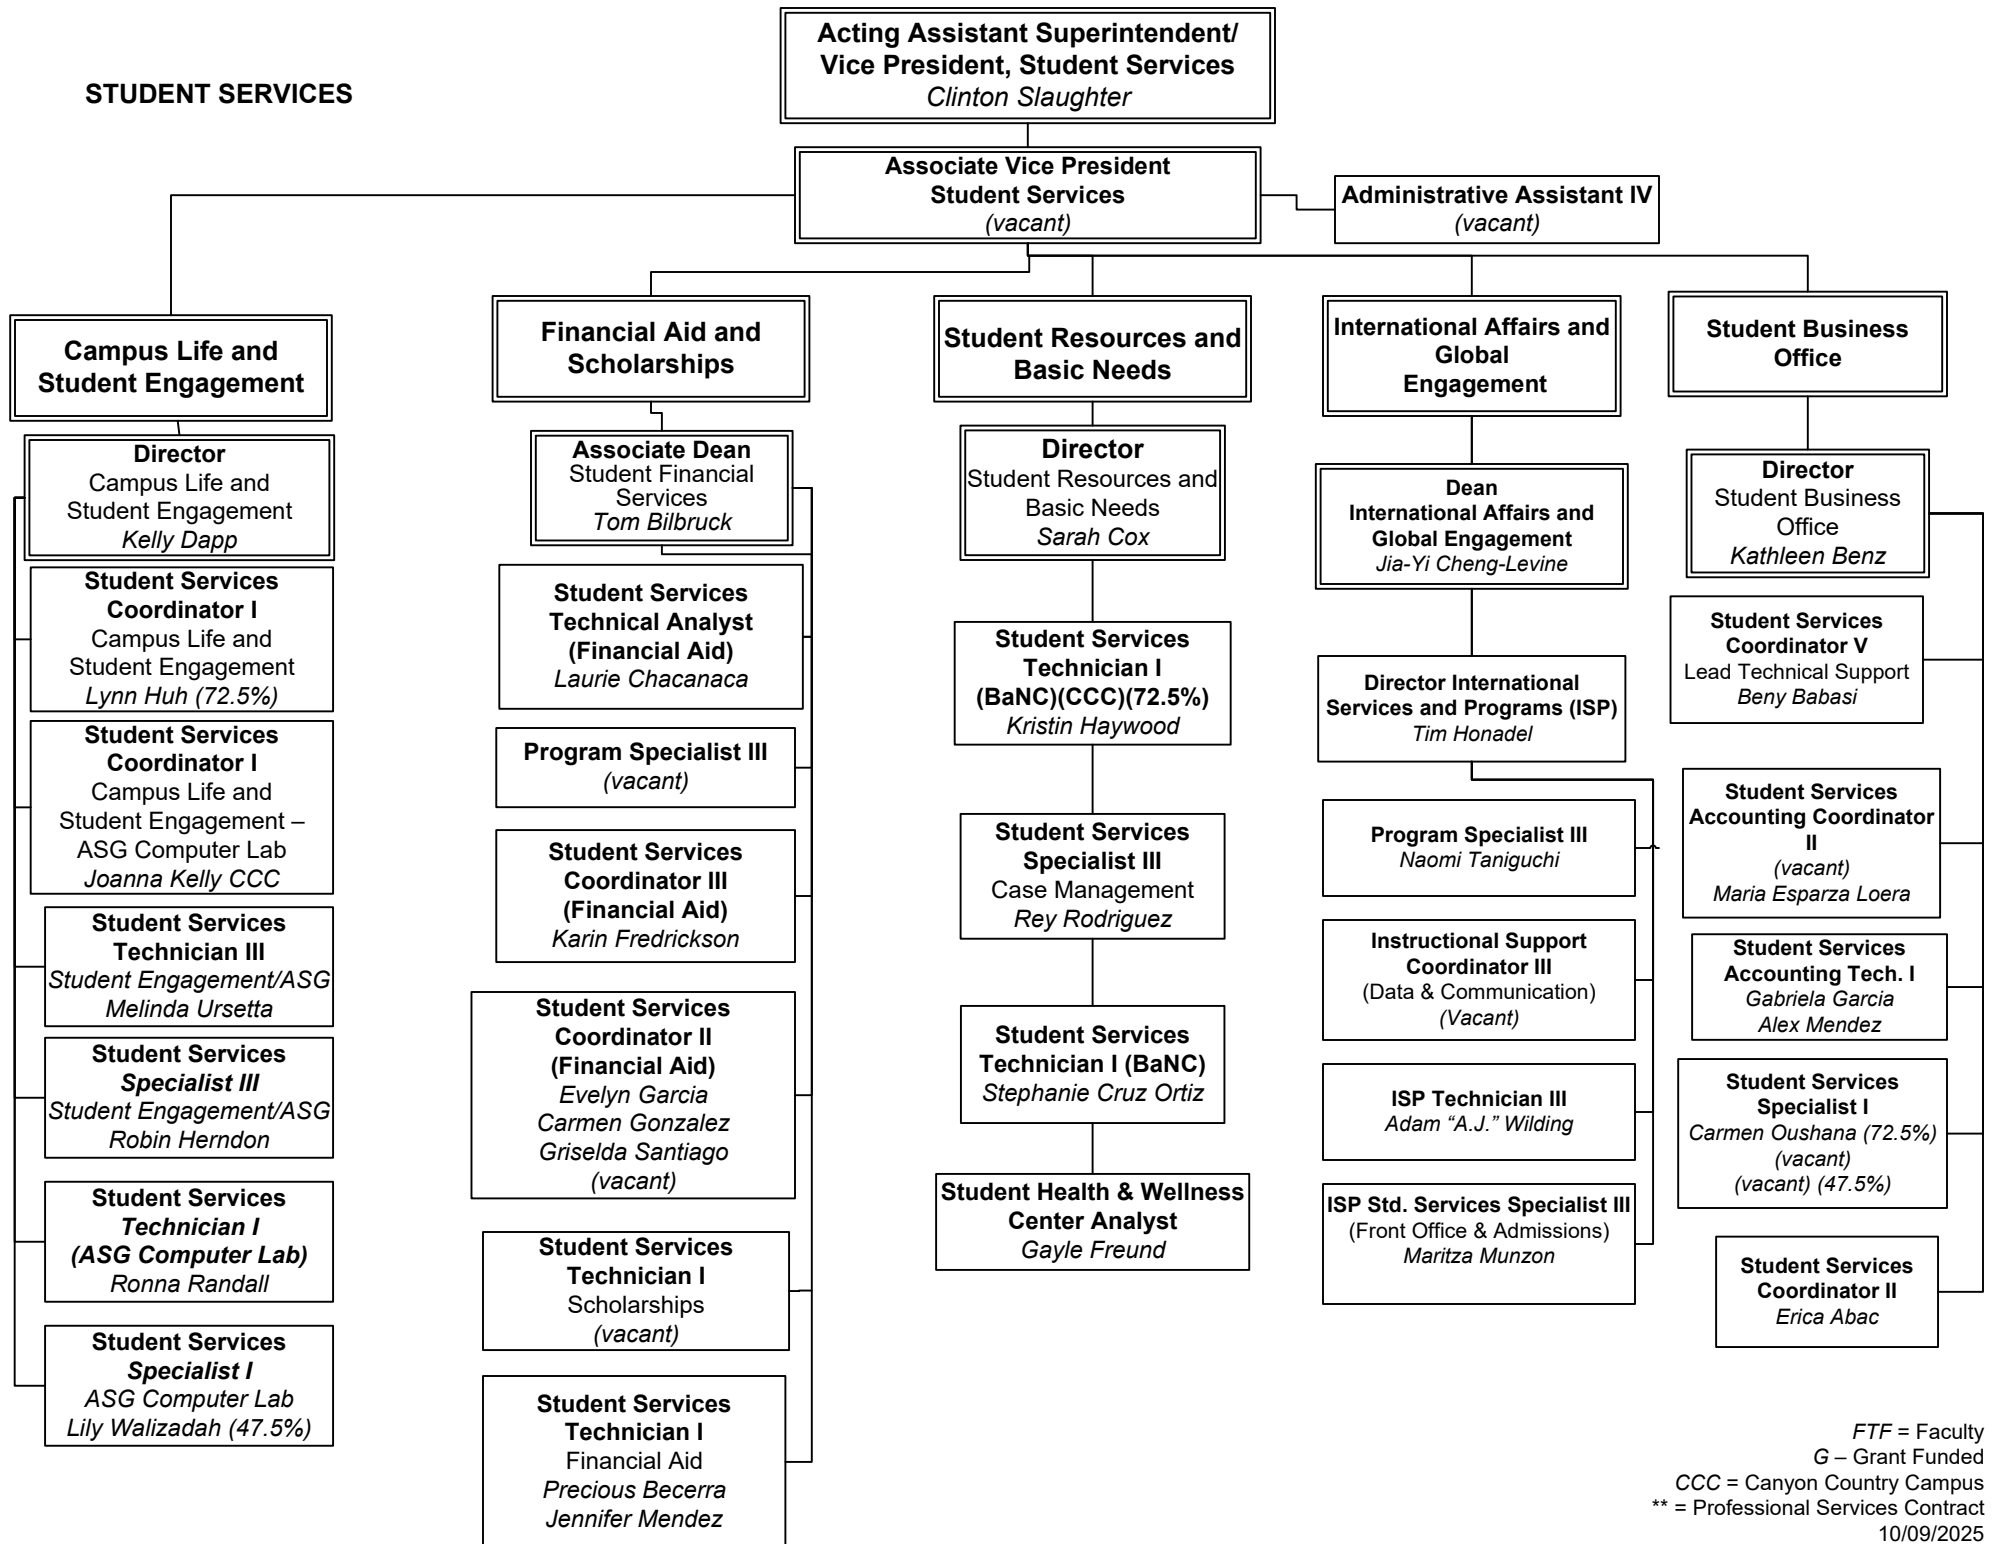 STUDENT SERVICES
Acting Assistant Superintendent/
Vice President, Student Services
Clinton Slaughter
Associate Vice President
Student Services
(vacant)
Administrative Assistant IV
(vacant)
Campus Life and
Student Engagement
Director
Campus Life and
Student Engagement
Kelly Dapp
Student Services
Coordinator I
Campus Life and
Student Engagement
Lynn Huh (72.5%)
Student Services
Coordinator I
Campus Life and
Student Engagement –
ASG Computer Lab
Joanna Kelly CCC
Student Services
Technician III
Student Engagement/ASG
Melinda Ursetta
Student Services
Specialist III
Student Engagement/ASG
Robin Herndon
Student Services
Technician I
(ASG Computer Lab)
Ronna Randall
Student Services
Specialist I
ASG Computer Lab
Lily Walizadah (47.5%)
Financial Aid and
Scholarships
Associate Dean
Student Financial
Services
Tom Bilbruck
Student Services
Technical Analyst
(Financial Aid)
Laurie Chacanaca
Program Specialist III
(vacant)
Student Services
Coordinator III
(Financial Aid)
Karin Fredrickson
Student Services
Coordinator II
(Financial Aid)
Evelyn Garcia
Carmen Gonzalez
Griselda Santiago
(vacant)
Student Services
Technician I
Scholarships
(vacant)
Student Services
Technician I
Financial Aid
Precious Becerra
Jennifer Mendez
Student Resources and
Basic Needs
Director
Student Resources and
Basic Needs
Sarah Cox
Student Services
Technician I
(BaNC)(CCC)(72.5%)
Kristin Haywood
Student Services
Specialist III
Case Management
Rey Rodriguez
Student Services
Technician I (BaNC)
Stephanie Cruz Ortiz
Student Health & Wellness
Center Analyst
Gayle Freund
International Affairs and
Global
Engagement
Dean
International Affairs and
Global Engagement
Jia-Yi Cheng-Levine
Director International
Services and Programs (ISP)
Tim Honadel
Program Specialist III
Naomi Taniguchi
Instructional Support
Coordinator III
(Data & Communication)
(Vacant)
ISP Technician III
Adam “A.J.” Wilding
ISP Std. Services Specialist III
(Front Office & Admissions)
Maritza Munzon
Student Business
Office
Director
Student Business
Office
Kathleen Benz
Student Services
Coordinator V
Lead Technical Support
Beny Babasi
Student Services
Accounting Coordinator
II
(vacant)
Maria Esparza Loera
Student Services
Accounting Tech. I
Gabriela Garcia
Alex Mendez
Student Services
Specialist I
Carmen Oushana (72.5%)
(vacant)
(vacant) (47.5%)
Student Services
Coordinator II
Erica Abac
FTF = Faculty
G – Grant Funded
CCC = Canyon Country Campus
** = Professional Services Contract
10/09/2025